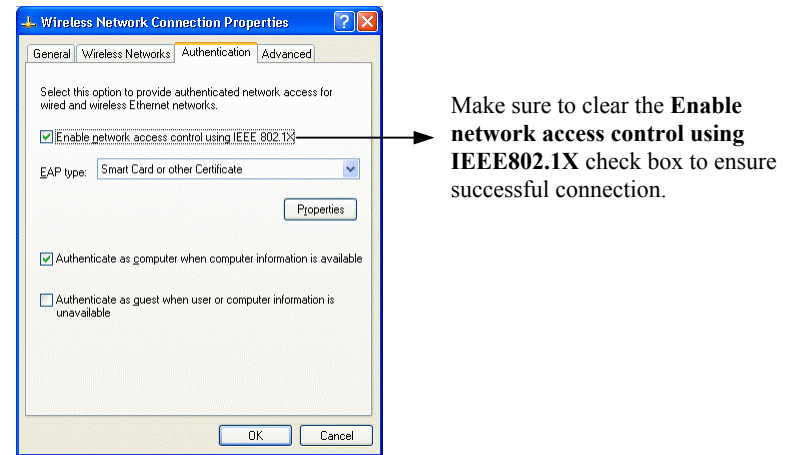 Wireless Network Connection Properties
General Wireless Networks Authentication Advanced
Select this option to provide authenticated network access for
wired and wireless Ethernet networks.
Enable network access control using IEEE 802.1X
EAP type: Smart Card or other Certificate
Properties
Authenticate as computer when computer information is available
Authenticate as guest when user or computer information is
unavailable
OK Cancel
Make sure to clear the Enable
network access control using
IEEE802.1X check box to ensure
successful connection.